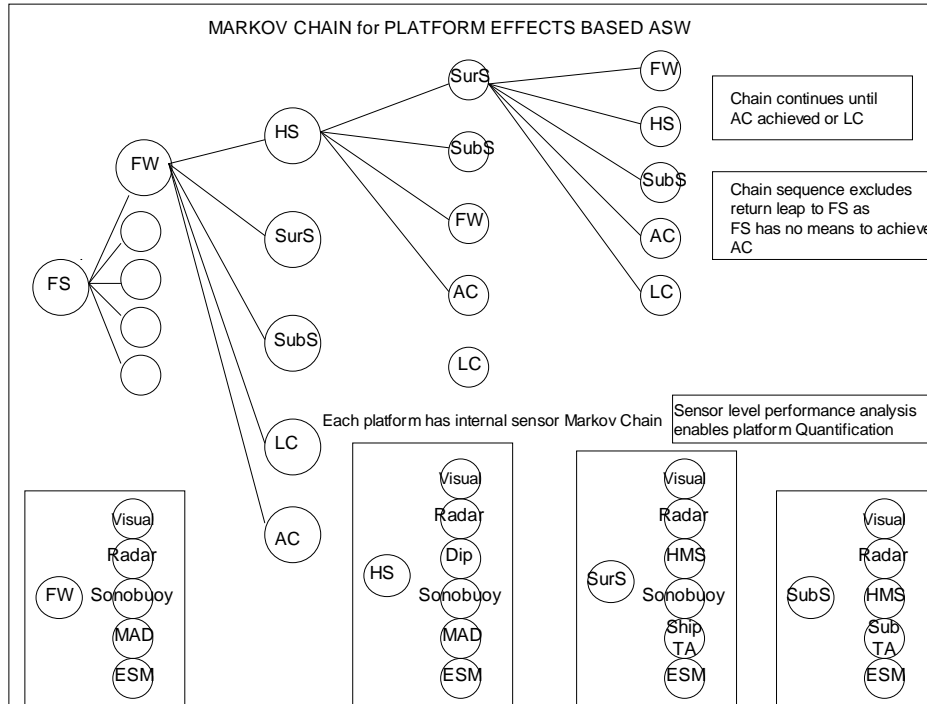 MARKOV CHAIN for PLATFORM EFFECTS BASED ASW
FS
FW
HS
SurS
SubS
LC
AC
SurS
SubS
FW
AC
LC
FW
HS
SubS
AC
LC
Chain continues until
AC achieved or LC
Chain sequence excludes
return leap to FS as
FS has no means to achieve
AC
Each platform has internal sensor Markov Chain
Sensor level performance analysis
enables platform Quantification
FW
Visual
Radar
Sonobuoy
MAD
ESM
HS
Visual
Radar
Dip
Sonobuoy
MAD
ESM
SurS
Visual
Radar
HMS
Sonobuoy
Ship
TA
ESM
SubS
Visual
Radar
HMS
Sub
TA
ESM